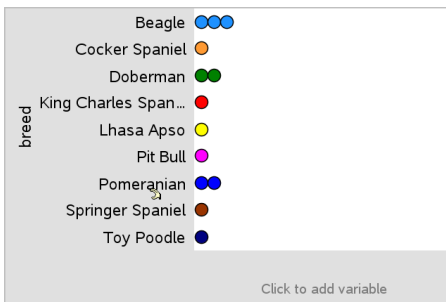 Beagle
Cocker Spaniel
Doberman
King Charles Span...
Lhasa Apso
Pit Bull
Pomeranian
Springer Spaniel
Toy Poodle
breed
Click to add variable